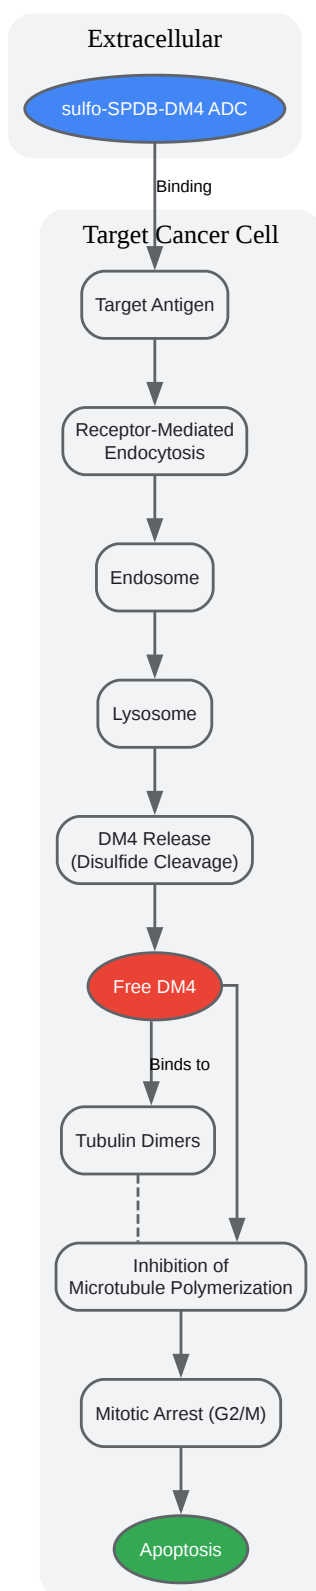 Extracellular
sulfo-SPDB-DM4 ADC
Binding
Target Cancer Cell
Target Antigen
Receptor-Mediated
Endocytosis
Endosome
Lysosome
DM4 Release
(Disulfide Cleavage)
Free DM4
Binds to
Tubulin Dimers
Inhibition of
Microtubule Polymerization
Mitotic Arrest (G2/M)
Apoptosis